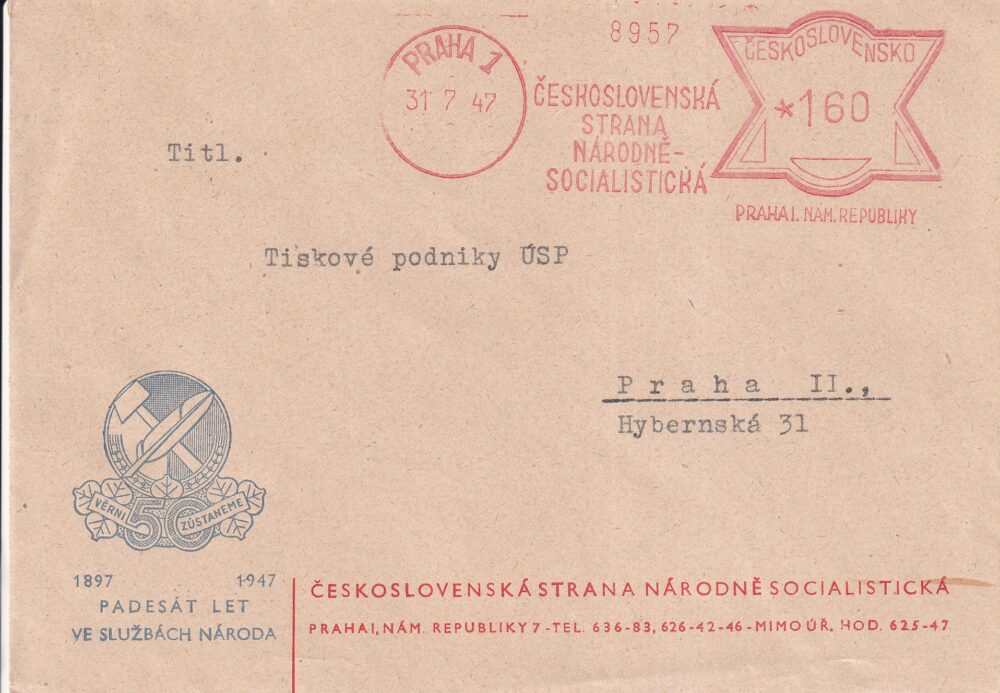 8957
PRAHA 1
31 7 47
ČESKOSLOVENSKÁ
STRANA
NÁRODNĚ-
SOCIALISTICKÁ
ČESKOSLOVENSKO
*160
PRAHA I. NÁM. REPUBLIKY
Titl.
Tiskové podniky ÚSP
Praha II.,
Hybernská 31
VĚRNI 50 ZŮSTANEME
1897 1947
PADESÁT LET
VE SLUŽBÁCH NÁRODA
ČESKOSLOVENSKÁ STRANA NÁRODNĚ SOCIALISTICKÁ
PRAHA I, NÁM. REPUBLIKY 7 - TEL. 636-83, 626-42-46 - MIMO ÚŘ. HOD. 625-47